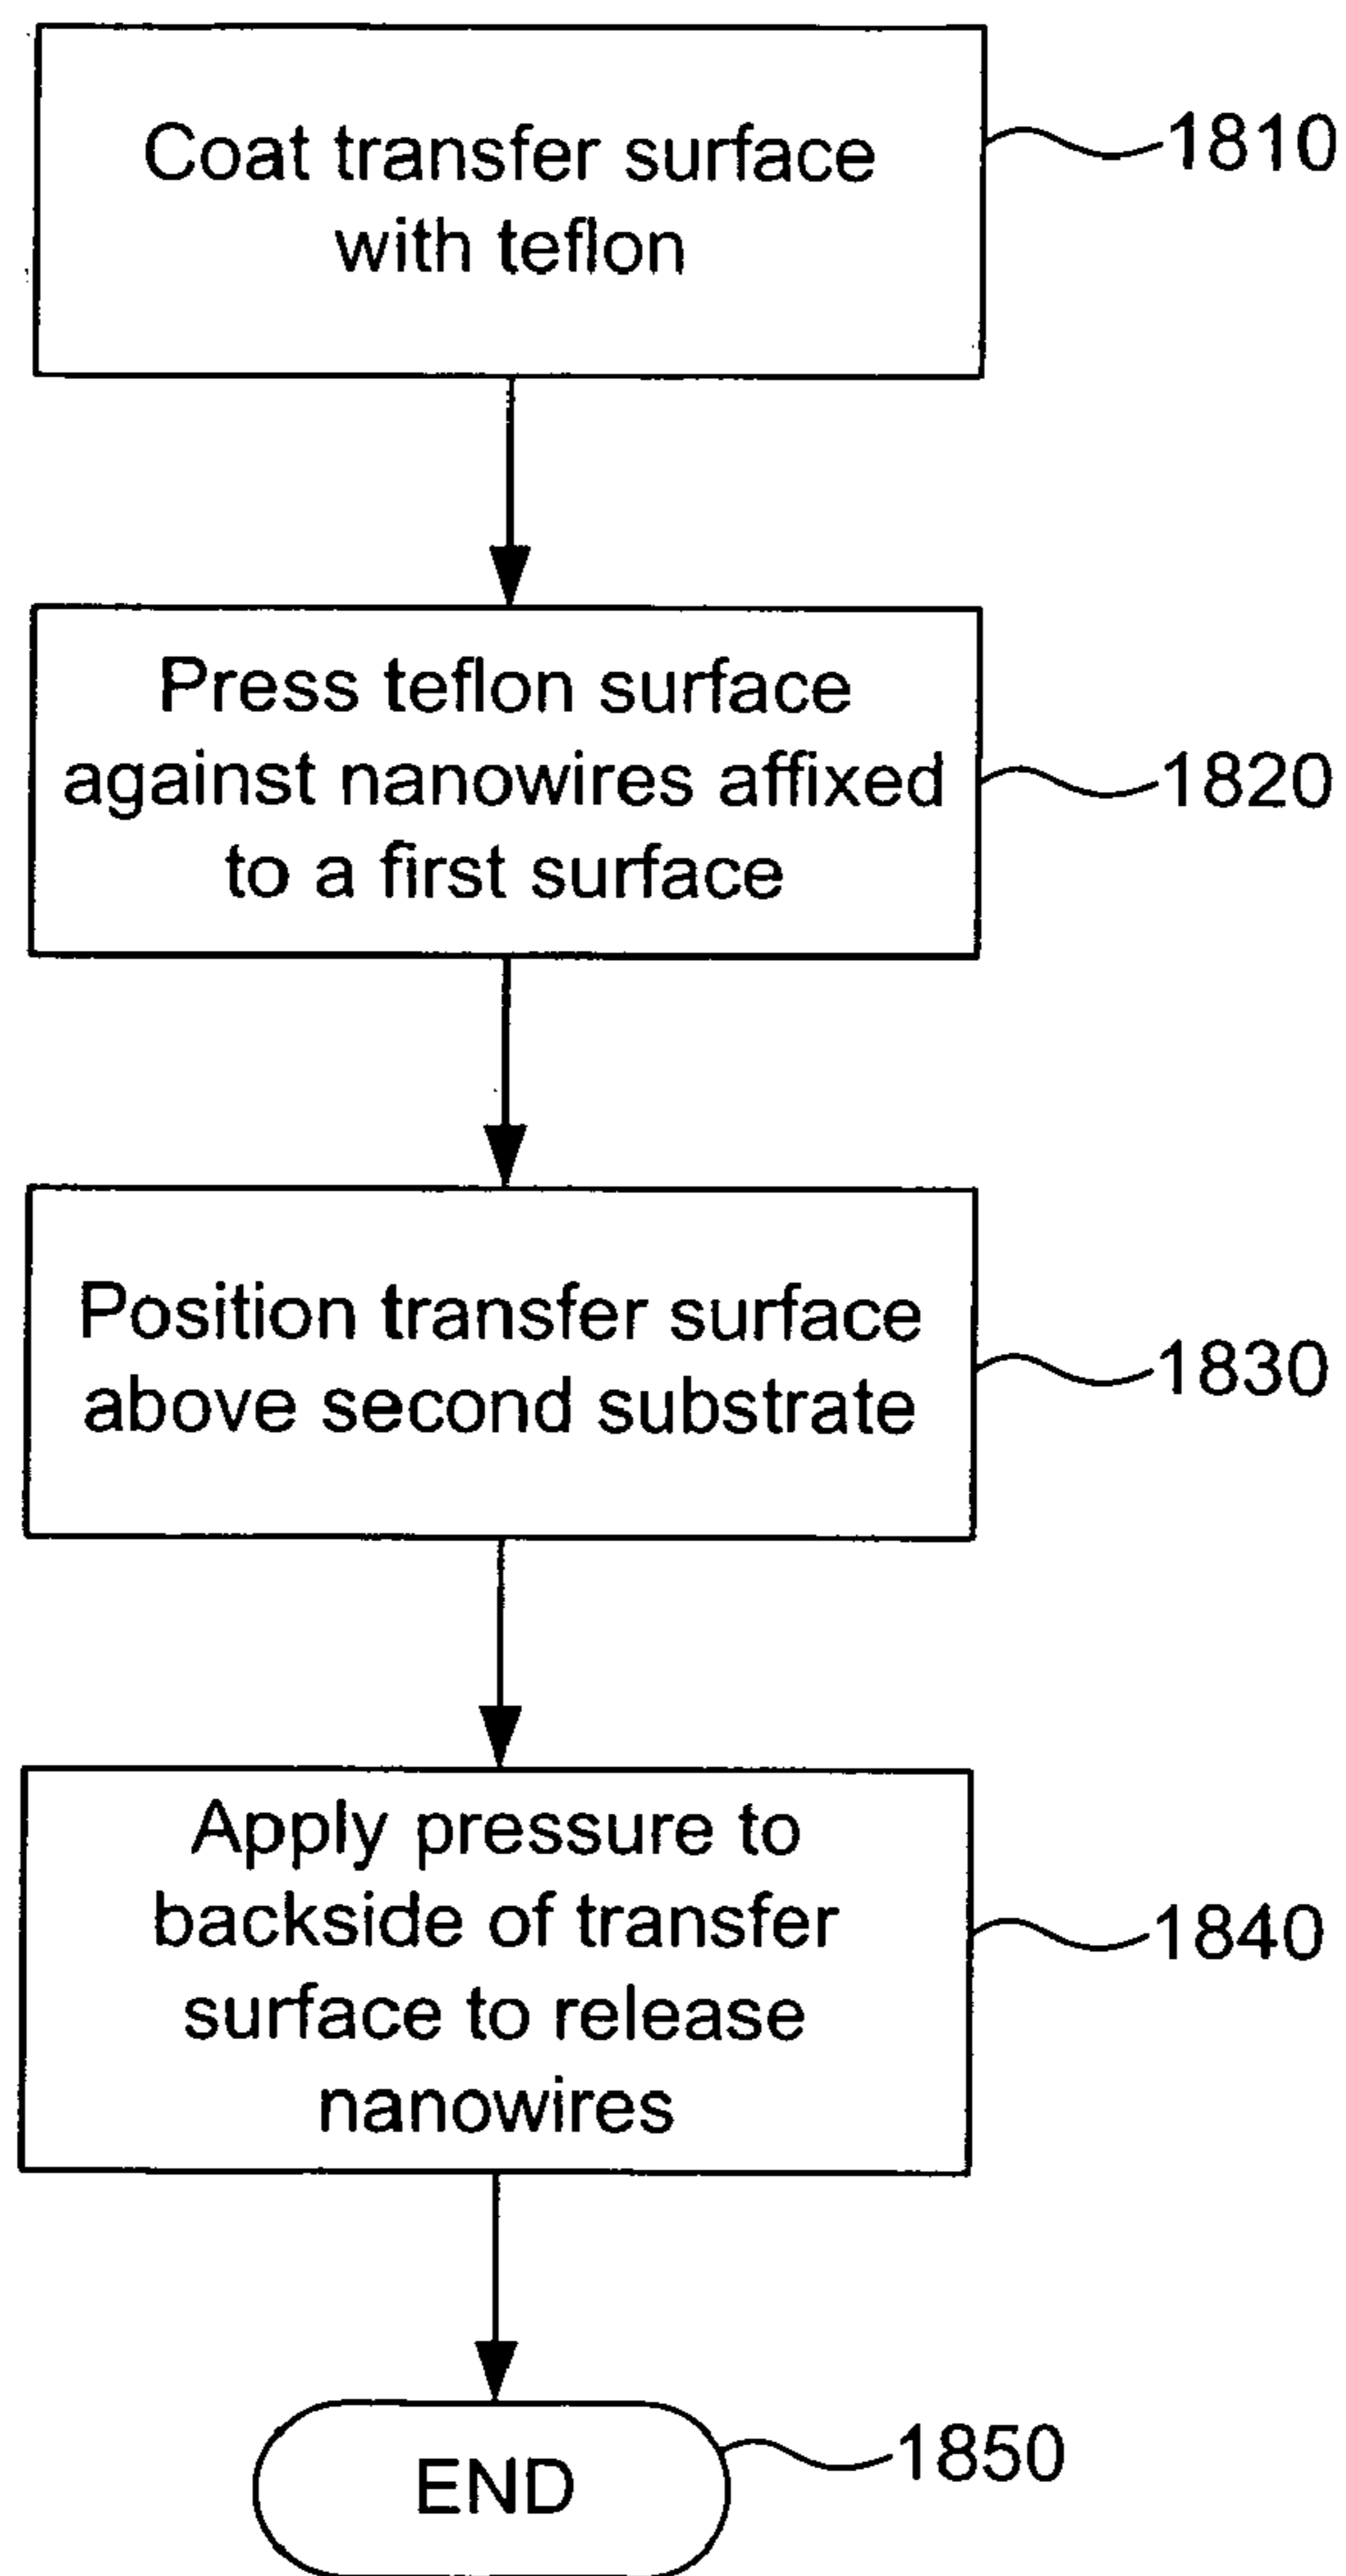 Coat transfer surface
with teflon
1810
Press teflon surface
against nanowires affixed
to a first surface
1820
Position transfer surface
above second substrate
1830
Apply pressure to
backside of transfer
surface to release
nanowires
1840
END
1850